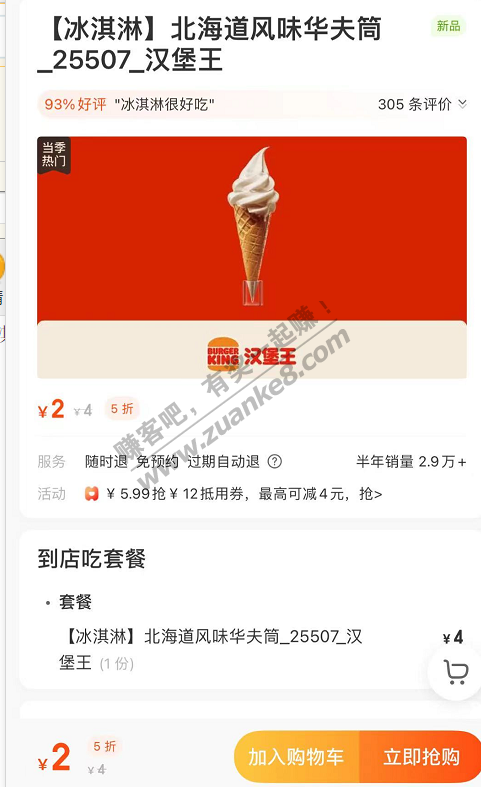 【冰淇淋】北海道风味华夫筒
_25507_汉堡王
新品
93%好评 "冰淇淋很好吃"
305 条评价
当季
热门
BURGER
KING
汉堡王
赚客吧，有奖一起赚！
www.zuanke8.com
¥2 ¥4 5 折
服务 随时退 免预约 过期自动退 ?
半年销量 2.9万+
活动 ¥ 5.99抢 ¥ 12抵用券，最高可减4元，抢>
到店吃套餐
• 套餐
【冰淇淋】北海道风味华夫筒_25507_汉
堡王 (1 份)
¥4
¥2
5 折
¥4
加入购物车
立即抢购